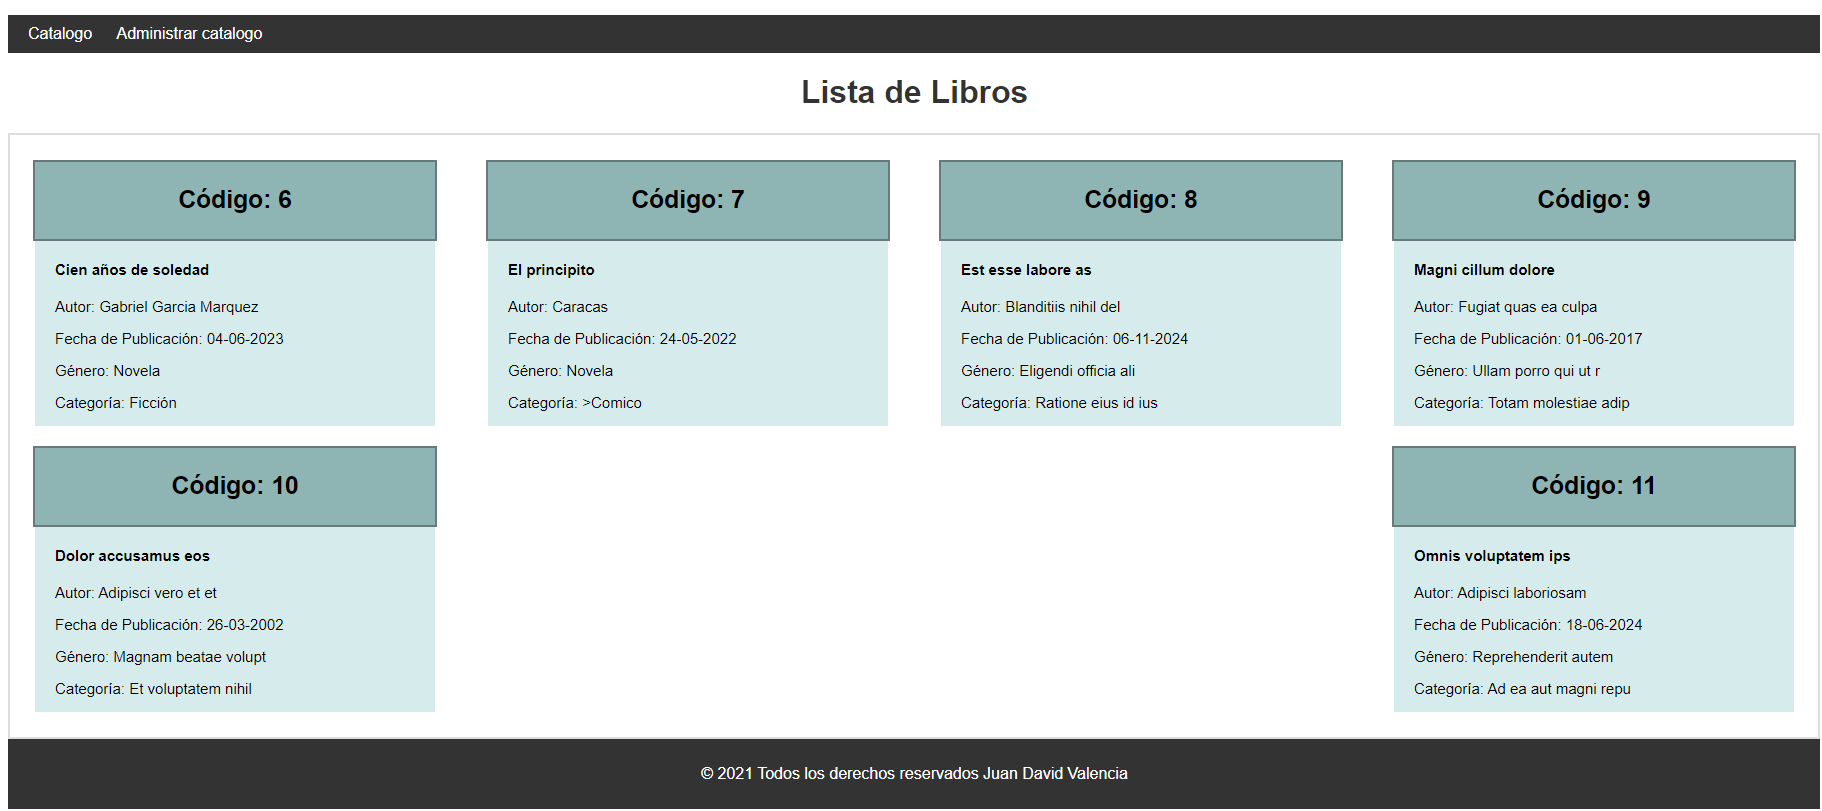 Catalogo Administrar catalogo
Lista de Libros
Código: 6
Cien años de soledad
Autor: Gabriel Garcia Marquez
Fecha de Publicación: 04-06-2023
Género: Novela
Categoría: Ficción
Código: 7
El principito
Autor: Caracas
Fecha de Publicación: 24-05-2022
Género: Novela
Categoría: >Comico
Código: 8
Est esse labore as
Autor: Blanditiis nihil del
Fecha de Publicación: 06-11-2024
Género: Eligendi officia ali
Categoría: Ratione eius id ius
Código: 9
Magni cillum dolore
Autor: Fugiat quas ea culpa
Fecha de Publicación: 01-06-2017
Género: Ullam porro qui ut r
Categoría: Totam molestiae adip
Código: 10
Dolor accusamus eos
Autor: Adipisci vero et et
Fecha de Publicación: 26-03-2002
Género: Magnam beatae volupt
Categoría: Et voluptatem nihil
Código: 11
Omnis voluptatem ips
Autor: Adipisci laboriosam
Fecha de Publicación: 18-06-2024
Género: Reprehenderit autem
Categoría: Ad ea aut magni repu
© 2021 Todos los derechos reservados Juan David Valencia